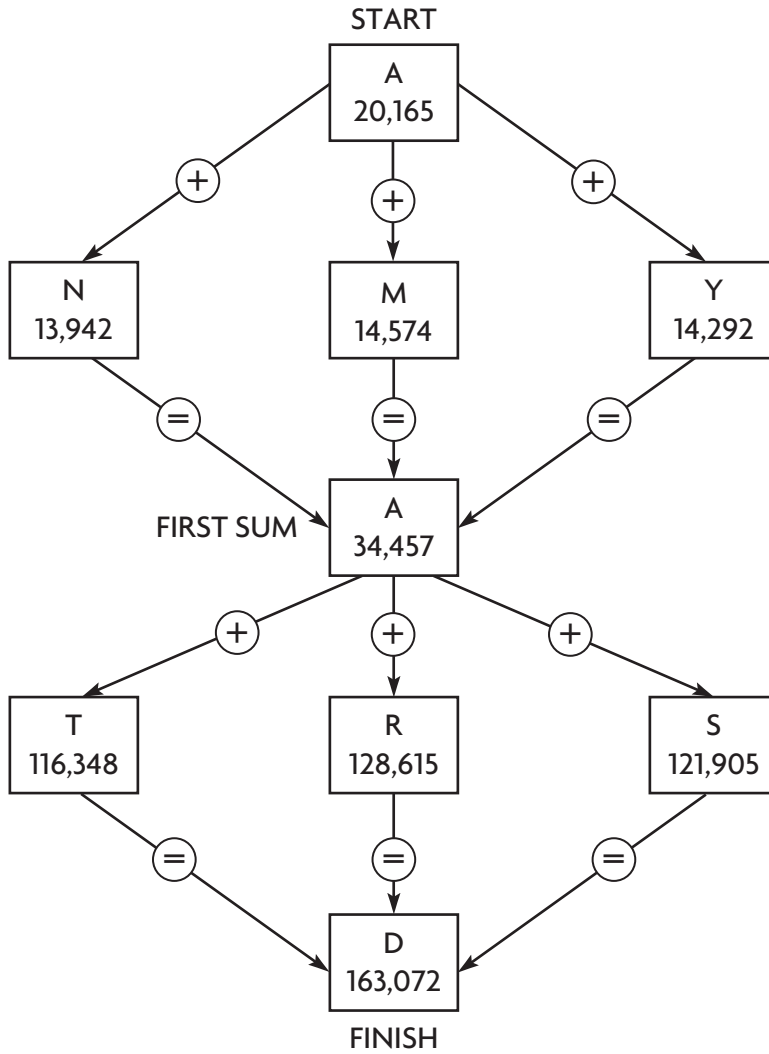 START
A
20,165
+ + +
N M Y
13,942 14,574 14,292
= = =
FIRST SUM
A
34,457
+ + +
T R S
116,348 128,615 121,905
= = =
D
163,072
FINISH